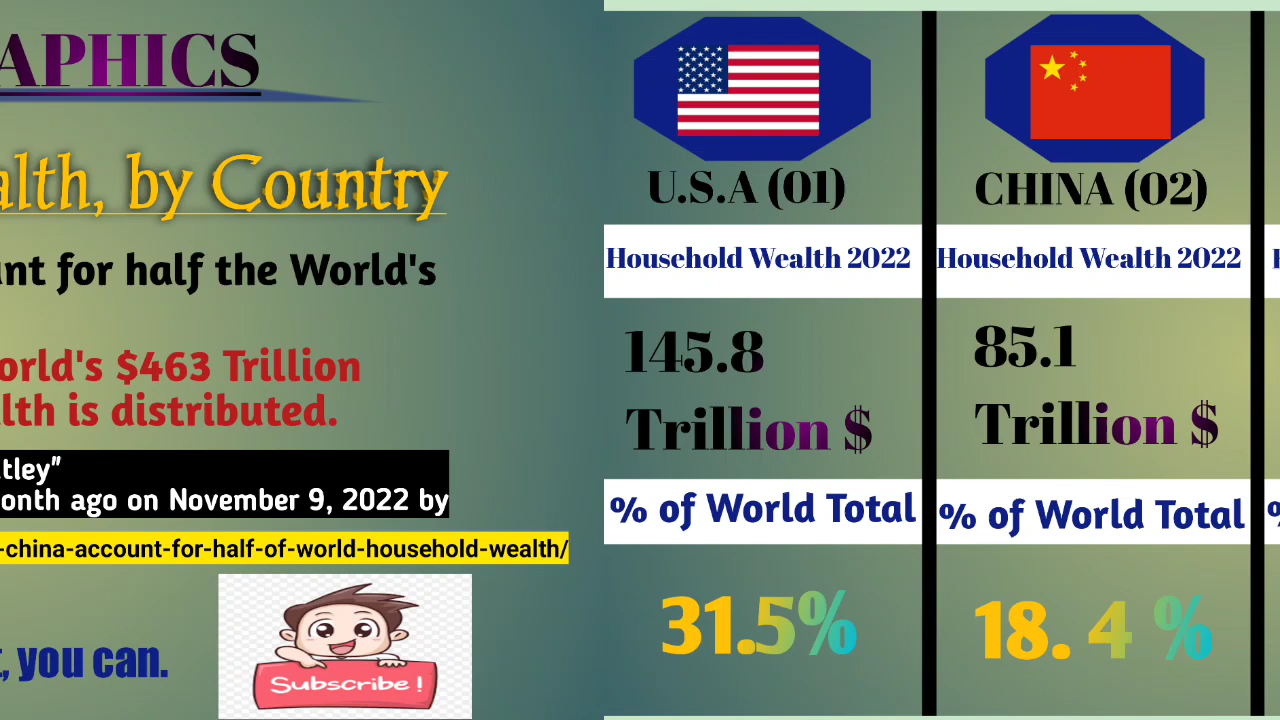 APHICS
alth, by Country
nt for half the World's
orld's $463 Trillion
lth is distributed.
tley"
onth ago on November 9, 2022 by
-china-account-for-half-of-world-household-wealth/
, you can.
Subscribe !
U.S.A (01)
Household Wealth 2022
145.8
Trillion $
% of World Total
31.5%
CHINA (02)
Household Wealth 2022
85.1
Trillion $
% of World Total
18. 4 %
%